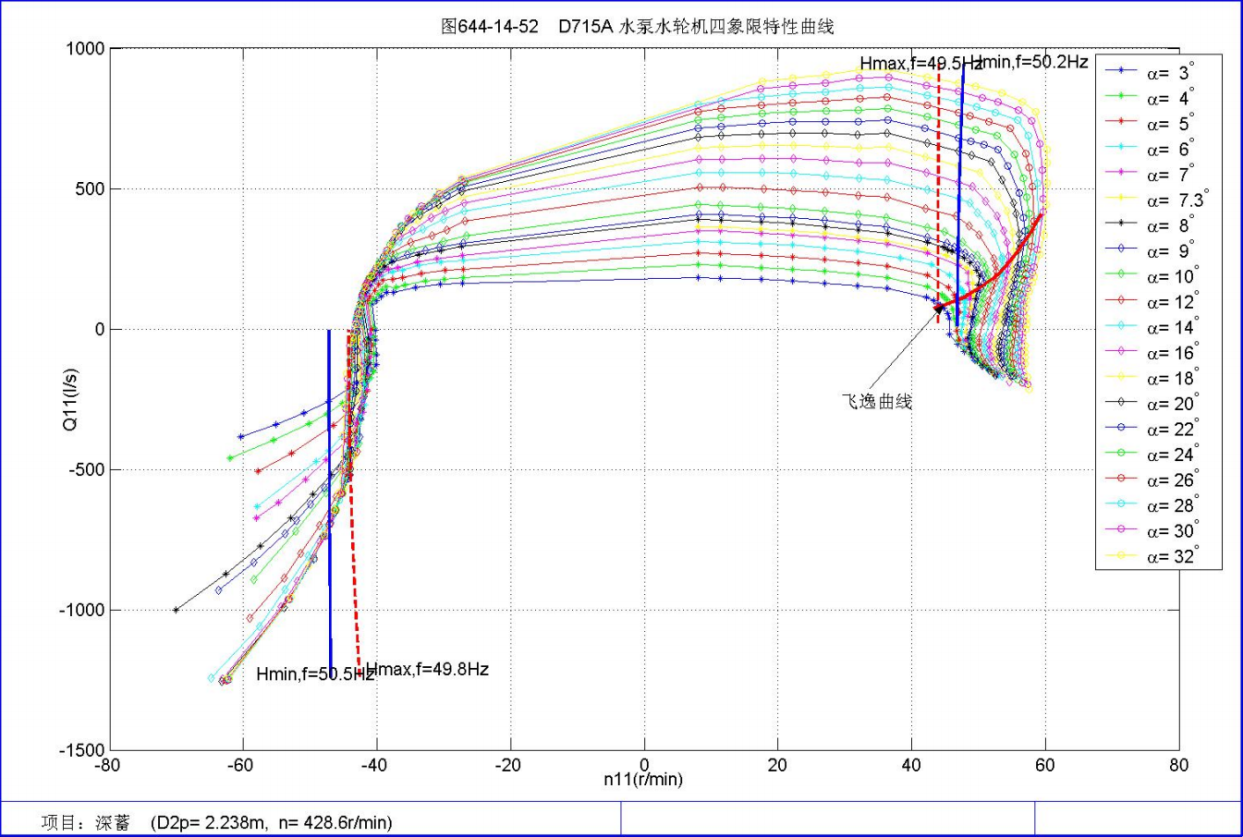 图644-14-52 D715A 水泵水轮机四象限特性曲线
Hmax,f=49.5Hz
Hmin,f=50.2Hz
1000
500
0
-500
-1000
-1500
Q11(l/s)
飞逸曲线
Hmin,f=50.5Hz
Hmax,f=49.8Hz
-80 -60 -40 -20 0 20 40 60 80
n11(r/min)
α= 3°
α= 4°
α= 5°
α= 6°
α= 7°
α= 7.3°
α= 8°
α= 9°
α= 10°
α= 12°
α= 14°
α= 16°
α= 18°
α= 20°
α= 22°
α= 24°
α= 26°
α= 28°
α= 30°
α= 32°
项目：深蓄 (D2p= 2.238m, n= 428.6r/min)